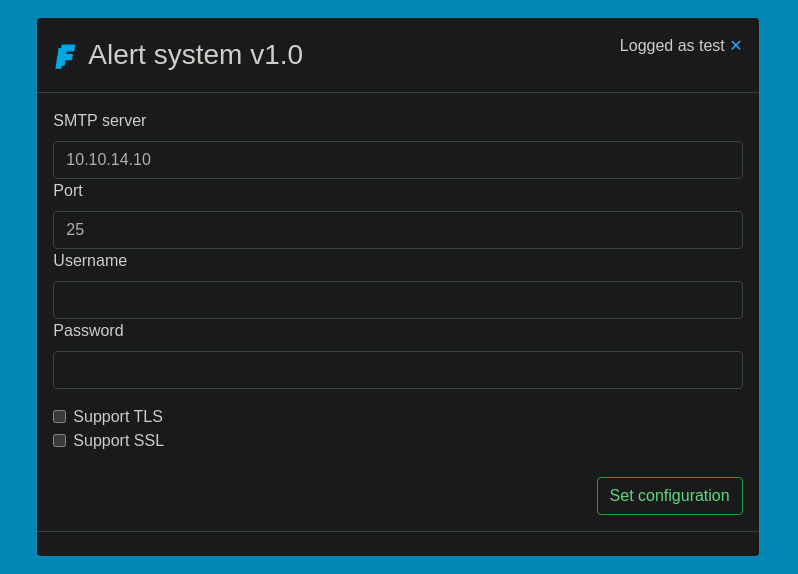 Alert system v1.0
Logged as test ×
SMTP server
10.10.14.10
Port
25
Username
Password
Support TLS
Support SSL
Set configuration